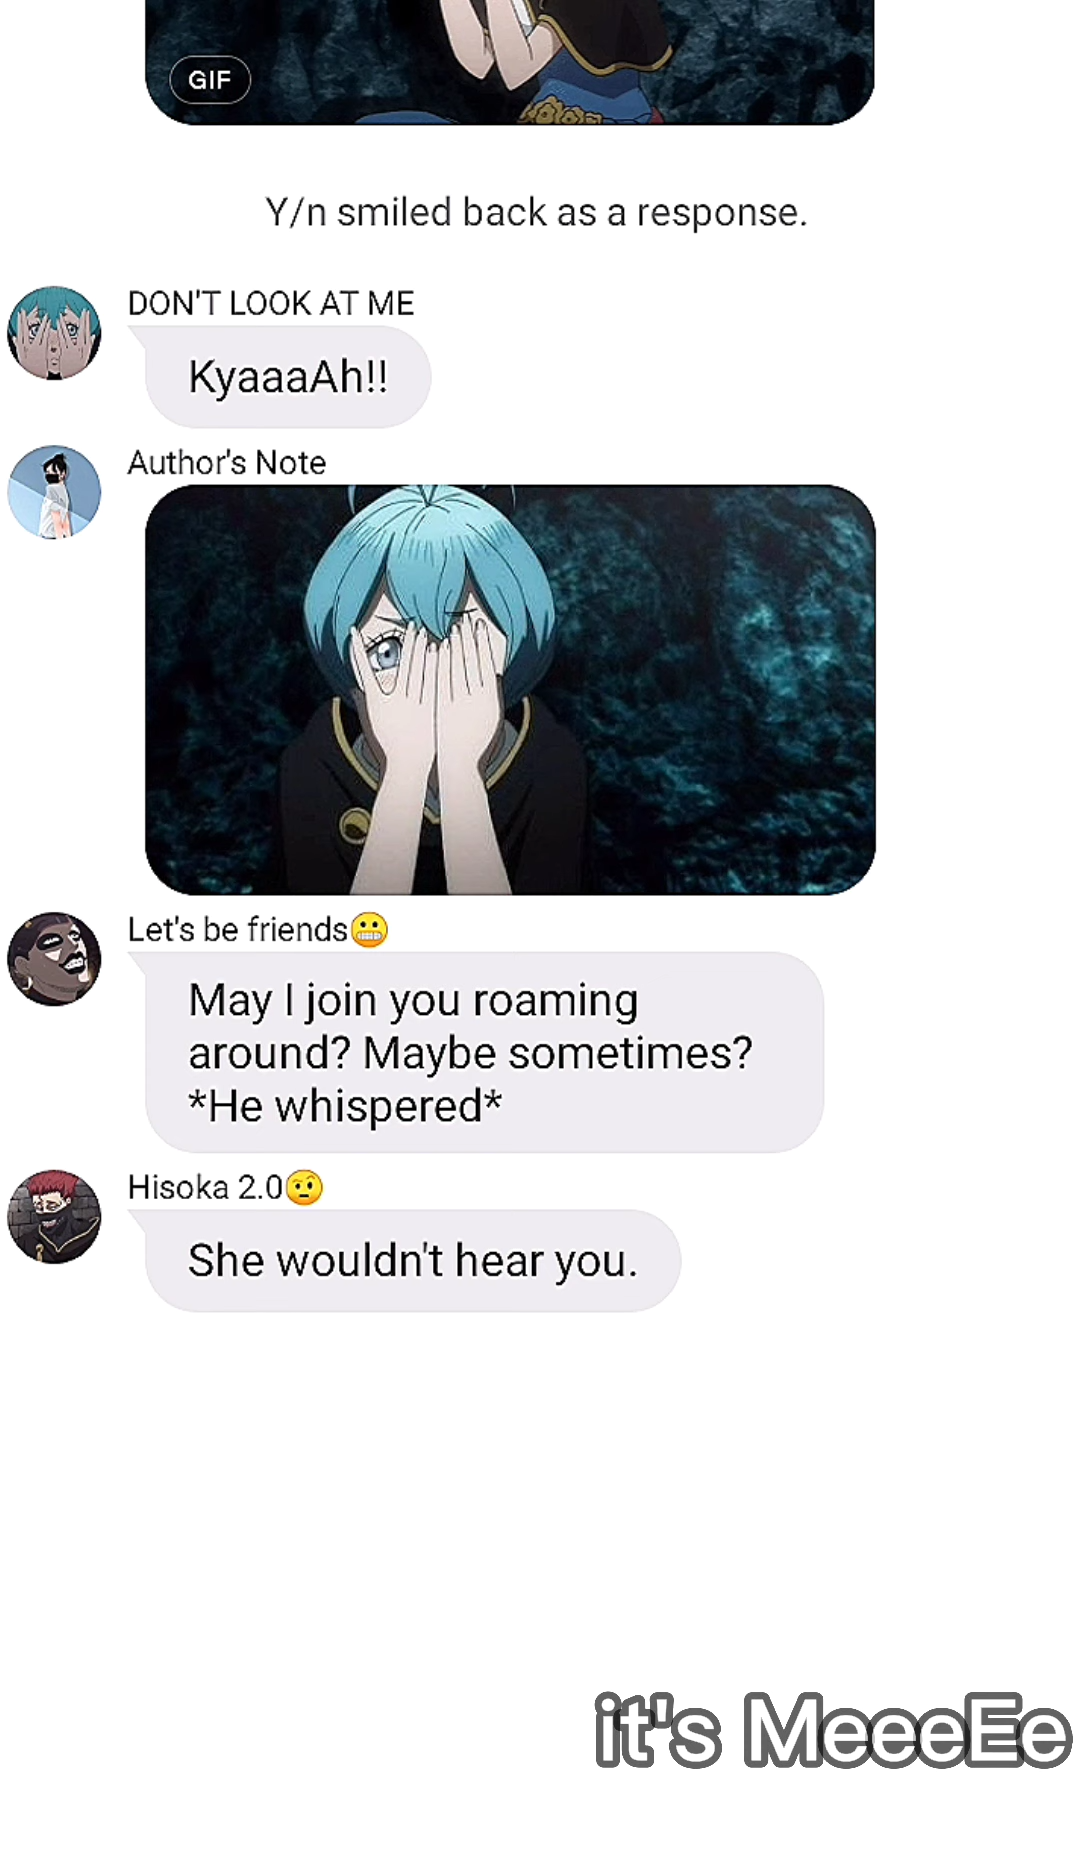 GIF
Y/n smiled back as a response.
DON'T LOOK AT ME
KyaaaAh!!
Author's Note
Let's be friends😬
May I join you roaming
around? Maybe sometimes?
*He whispered*
Hisoka 2.0🤨
She wouldn't hear you.
it's MeeeEe